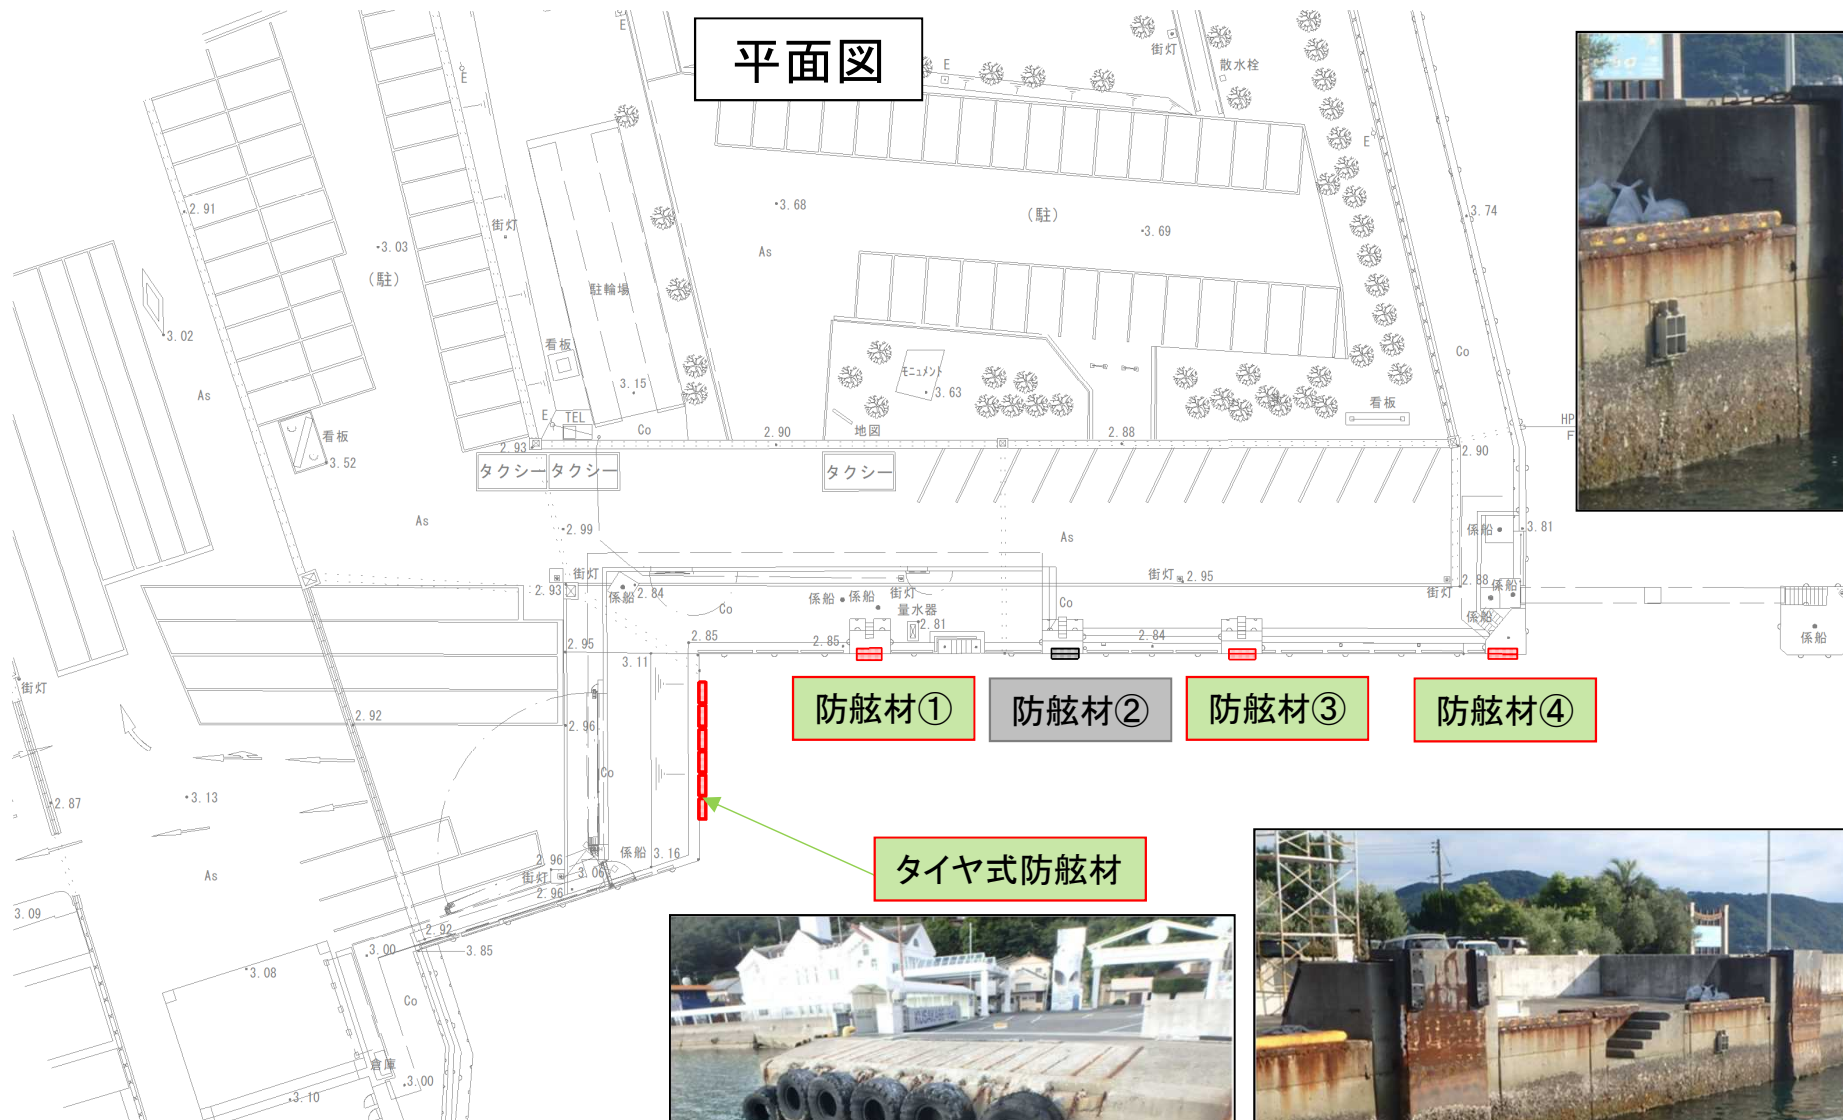 平面図
E
E
E
街灯
散水栓
E
2.91
3.03
(駐)
街灯
3.68
(駐)
3.69
3.74
As
駐輪場
3.02
看板
3.15
モニュメント
3.63
Co
As
E
TEL
Co
地図
看板
HP
F
看板
3.52
2.93
2.90
2.88
2.90
タクシー
タクシー
タクシー
As
2.99
As
係船
3.81
街灯
2.93
係船
2.84
係船
係船
街灯
量水器
2.81
Co
街灯
2.95
Co
街灯
2.88
係船
係船
係船
2.95
3.11
2.85
2.85
2.84
街灯
2.92
2.96
防舷材①
防舷材②
防舷材③
防舷材④
Co
2.87
3.13
タイヤ式防舷材
As
2.96
係船
3.16
街灯
3.06
2.96
3.09
2.92
3.00
3.85
3.08
Co
倉庫
3.00
3.10